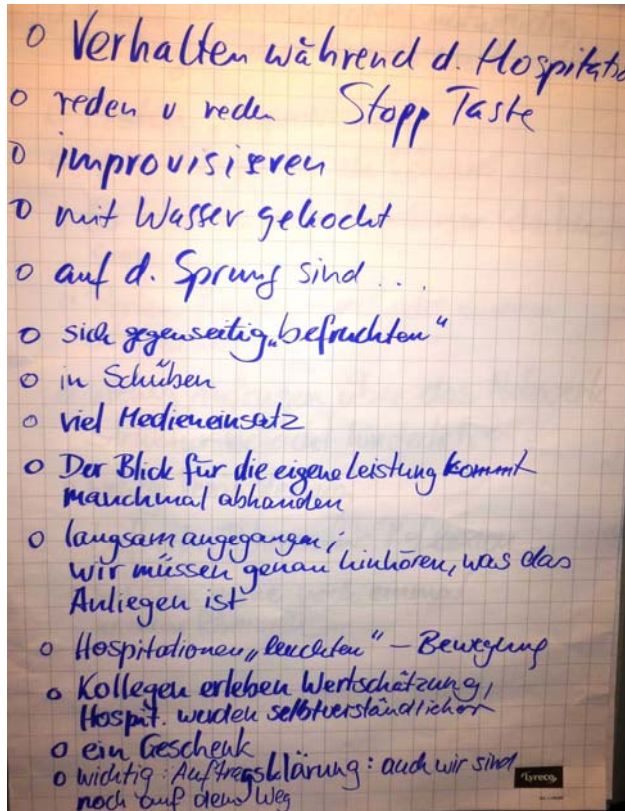 o Verhalten während d. Hospitatio
o reden u reden Stopp Taste
o improvisieren
o mit Wasser gekocht
o auf d. Sprung sind ...
o sich gegenseitig „befruchten“
o in Schüben
o viel Medieneinsatz
o Der Blick für die eigene Leistung kommt
manchmal abhanden
o langsam angegangen;
wir müssen genau hinhören, was das
Anliegen ist
o Hospitationen „leuchten“ – Bewegung
o Kollegen erleben Wertschätzung,
Hospit. werden selbstverständlicher
o ein Geschenk
o wichtig: Auftragsklärung: auch wir sind
noch auf dem Weg
lyreco